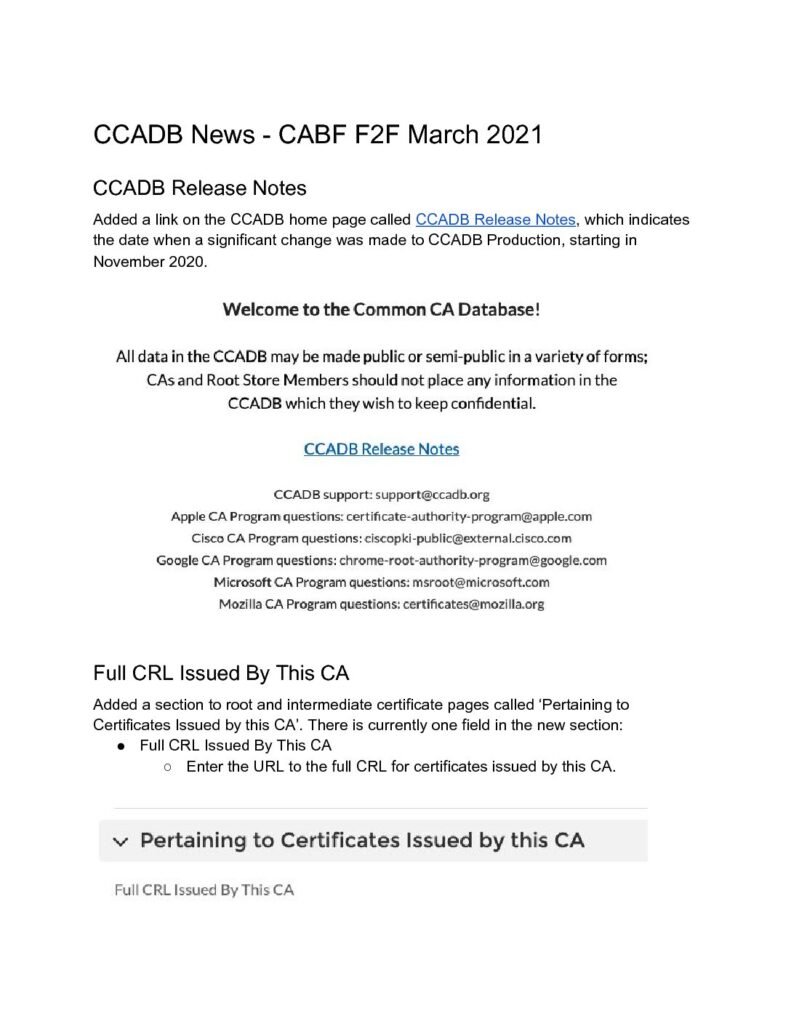 CCADB News - CABF F2F March 2021
CCADB Release Notes
Added a link on the CCADB home page called CCADB Release Notes, which indicates
the date when a significant change was made to CCADB Production, starting in
November 2020.
Welcome to the Common CA Database!
All data in the CCADB may be made public or semi-public in a variety of forms;
CAs and Root Store Members should not place any information in the
CCADB which they wish to keep confidential.
CCADB Release Notes
CCADB support: support@ccadb.org
Apple CA Program questions: certificate-authority-program@apple.com
Cisco CA Program questions: ciscopki-public@external.cisco.com
Google CA Program questions: chrome-root-authority-program@google.com
Microsoft CA Program questions: msroot@microsoft.com
Mozilla CA Program questions: certificates@mozilla.org
Full CRL Issued By This CA
Added a section to root and intermediate certificate pages called ‘Pertaining to
Certificates Issued by this CA’. There is currently one field in the new section:
● Full CRL Issued By This CA
○ Enter the URL to the full CRL for certificates issued by this CA.
Pertaining to Certificates Issued by this CA
Full CRL Issued By This CA